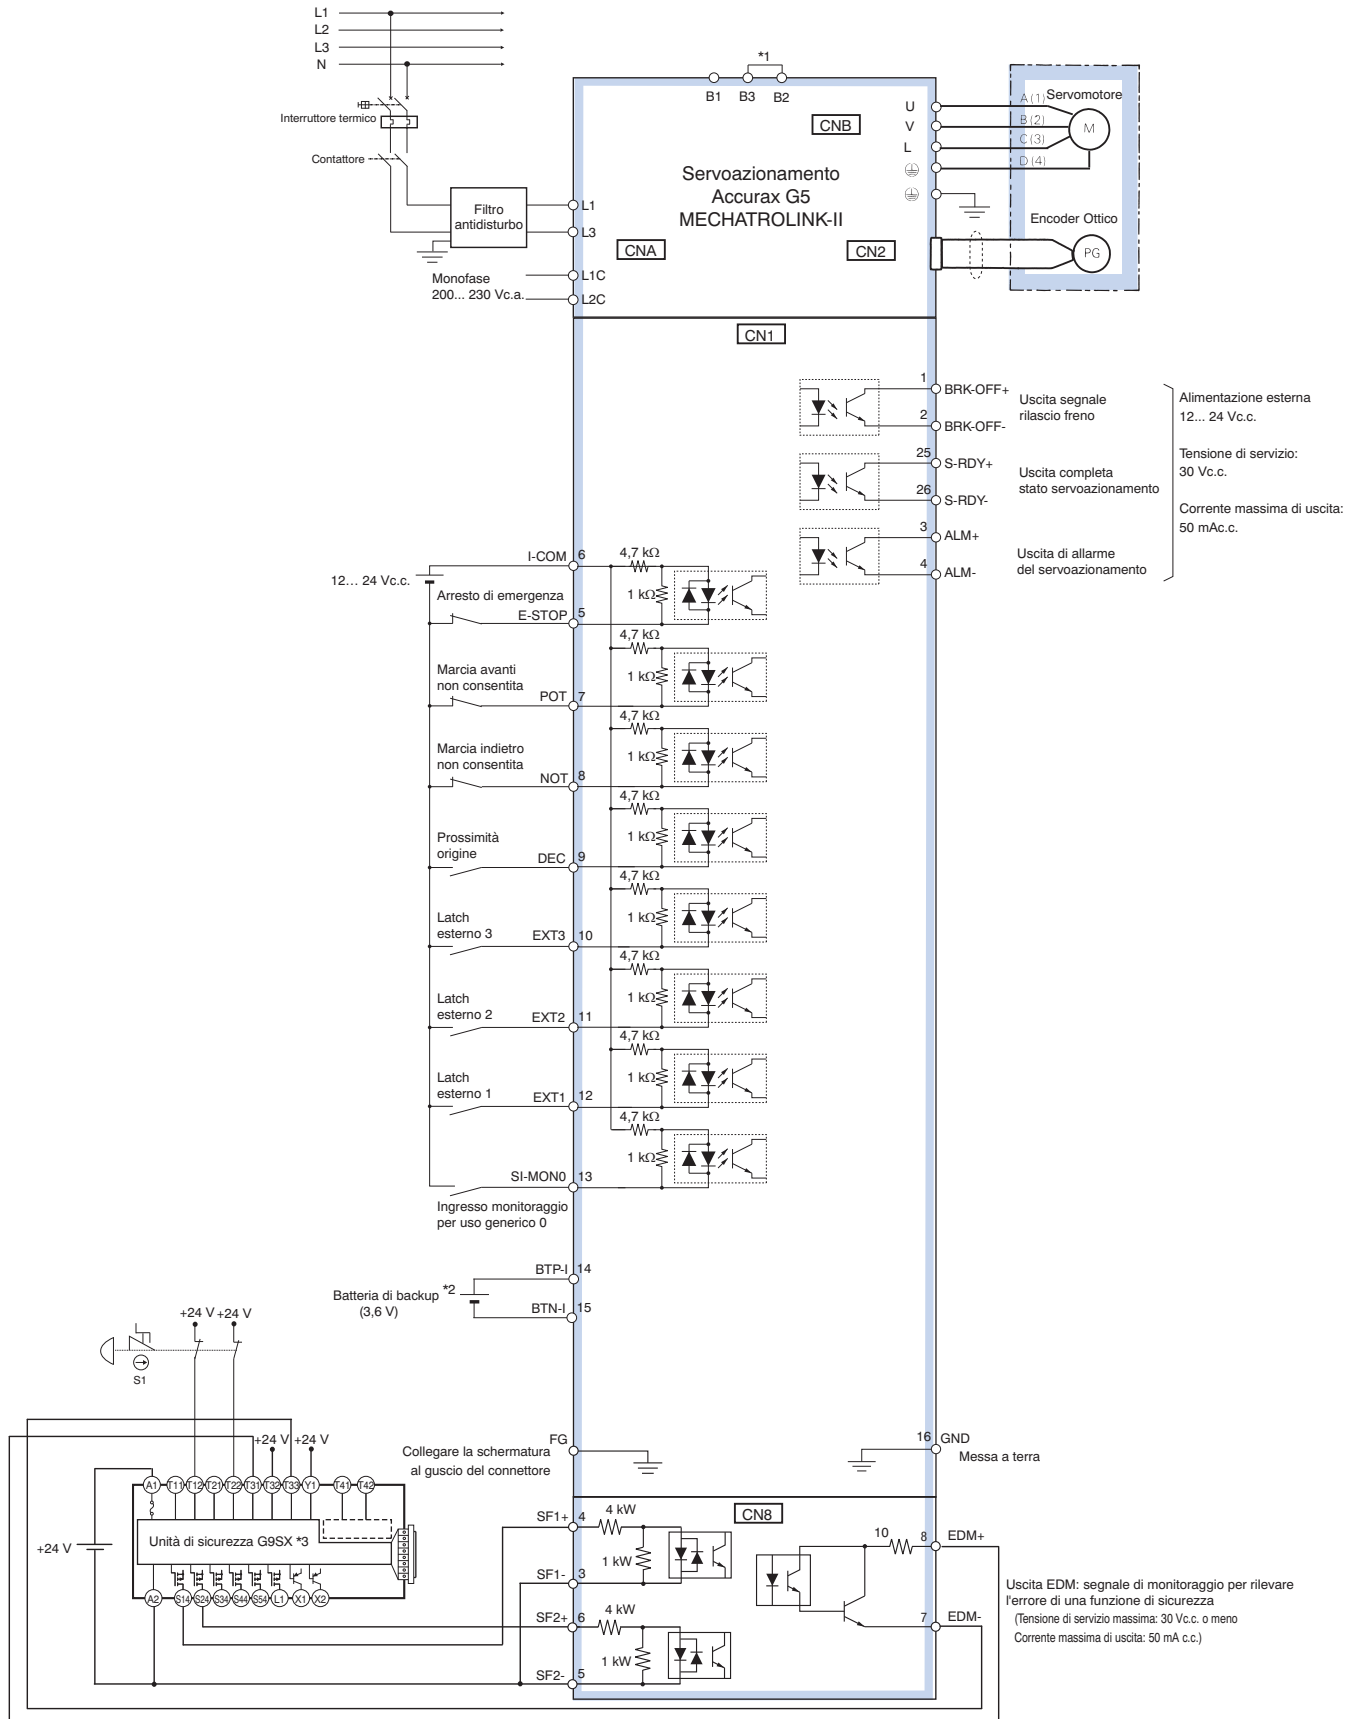 L1
L2
L3
N
Interruttore termico
Contattore
Filtro
antidisturbo
Monofase
200... 230 Vc.a.
*1
B1 B3 B2
CNB
Servoazionamento
Accurax G5
MECHATROLINK-II
CNA
CN2
L1
L3
L1C
L2C
U
V
L
A (1)
B (2)
C (3)
D (4)
Servomotore
M
Encoder Ottico
PG
CN1
1
BRK-OFF+
2
BRK-OFF-
Uscita segnale
rilascio freno
25
S-RDY+
26
S-RDY-
Uscita completa
stato servoazionamento
3
ALM+
4
ALM-
Uscita di allarme
del servoazionamento
Alimentazione esterna
12... 24 Vc.c.
Tensione di servizio:
30 Vc.c.
Corrente massima di uscita:
50 mAc.c.
12... 24 Vc.c.
I-COM 6
4,7 kΩ
1 kΩ
Arresto di emergenza
E-STOP 5
4,7 kΩ
1 kΩ
Marcia avanti
non consentita
POT 7
4,7 kΩ
1 kΩ
Marcia indietro
non consentita
NOT 8
4,7 kΩ
1 kΩ
Prossimità
origine
DEC 9
4,7 kΩ
1 kΩ
Latch
esterno 3
EXT3 10
4,7 kΩ
1 kΩ
Latch
esterno 2
EXT2 11
4,7 kΩ
1 kΩ
Latch
esterno 1
EXT1 12
4,7 kΩ
1 kΩ
SI-MON0 13
Ingresso monitoraggio
per uso generico 0
BTP-I 14
Batteria di backup *2
(3,6 V)
BTN-I 15
+24 V +24 V
S1
FG
Collegare la schermatura
al guscio del connettore
16 GND
Messa a terra
+24 V +24 V
A1 T11 T12 T21 T22 T31 T32 T33 Y1 T41 T42
Unità di sicurezza G9SX *3
+24 V
A2 S14 S24 S34 S44 S54 L1 X1 X2
CN8
SF1+ 4
4 kW
1 kW
SF1- 3
SF2+ 6
4 kW
1 kW
SF2- 5
10
8 EDM+
7 EDM-
Uscita EDM: segnale di monitoraggio per rilevare
l'errore di una funzione di sicurezza
(Tensione di servizio massima: 30 Vc.c. o meno
Corrente massima di uscita: 50 mA c.c.)